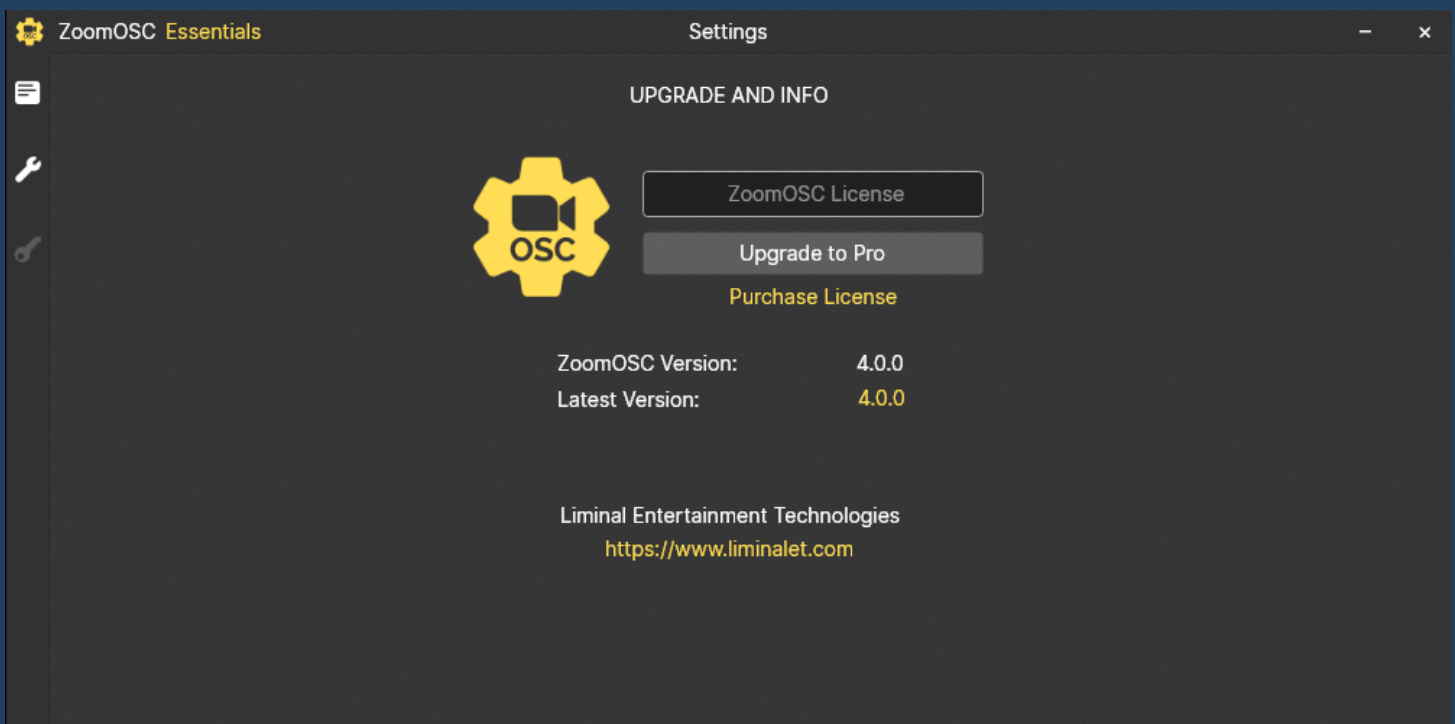 ZoomOSC Essentials
Settings
UPGRADE AND INFO
OSC
ZoomOSC License
Upgrade to Pro
Purchase License
ZoomOSC Version: 4.0.0
Latest Version: 4.0.0
Liminal Entertainment Technologies
https://www.liminalet.com